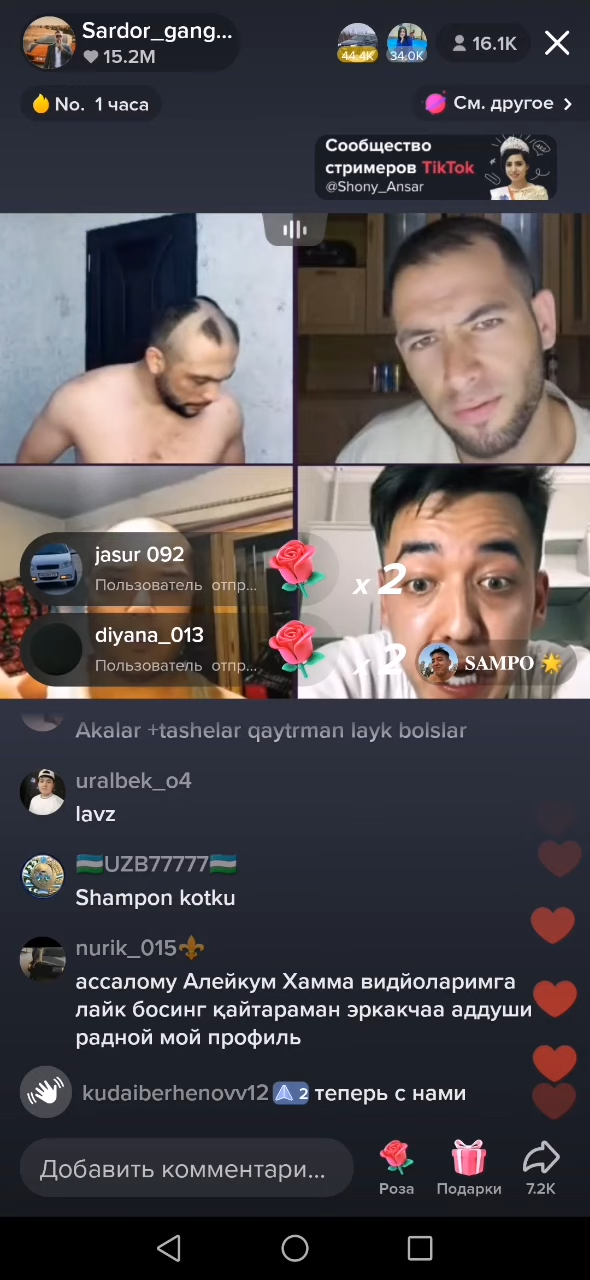 Sardor_gang...
15.2M
44.4K
34.0K
16.1K
No. 1 часа
См. другое
Сообщество
стримеров TikTok
@Shony_Ansar
jasur 092
Пользователь отпр...
x 2
diyana_013
Пользователь отпр...
x 2
SAMPO
Akalar +tashelar qaytrman layk bolslar
uralbek_o4
lavz
UZB77777
Shampon kotku
nurik_015
ассалому Алейкум Хамма видйоларимга
лайк босинг қайтараман эркакчаа аддуши
радной мой профиль
kudaiberhenovv12 2 теперь с нами
Добавить комментари...
Роза
Подарки
7.2K